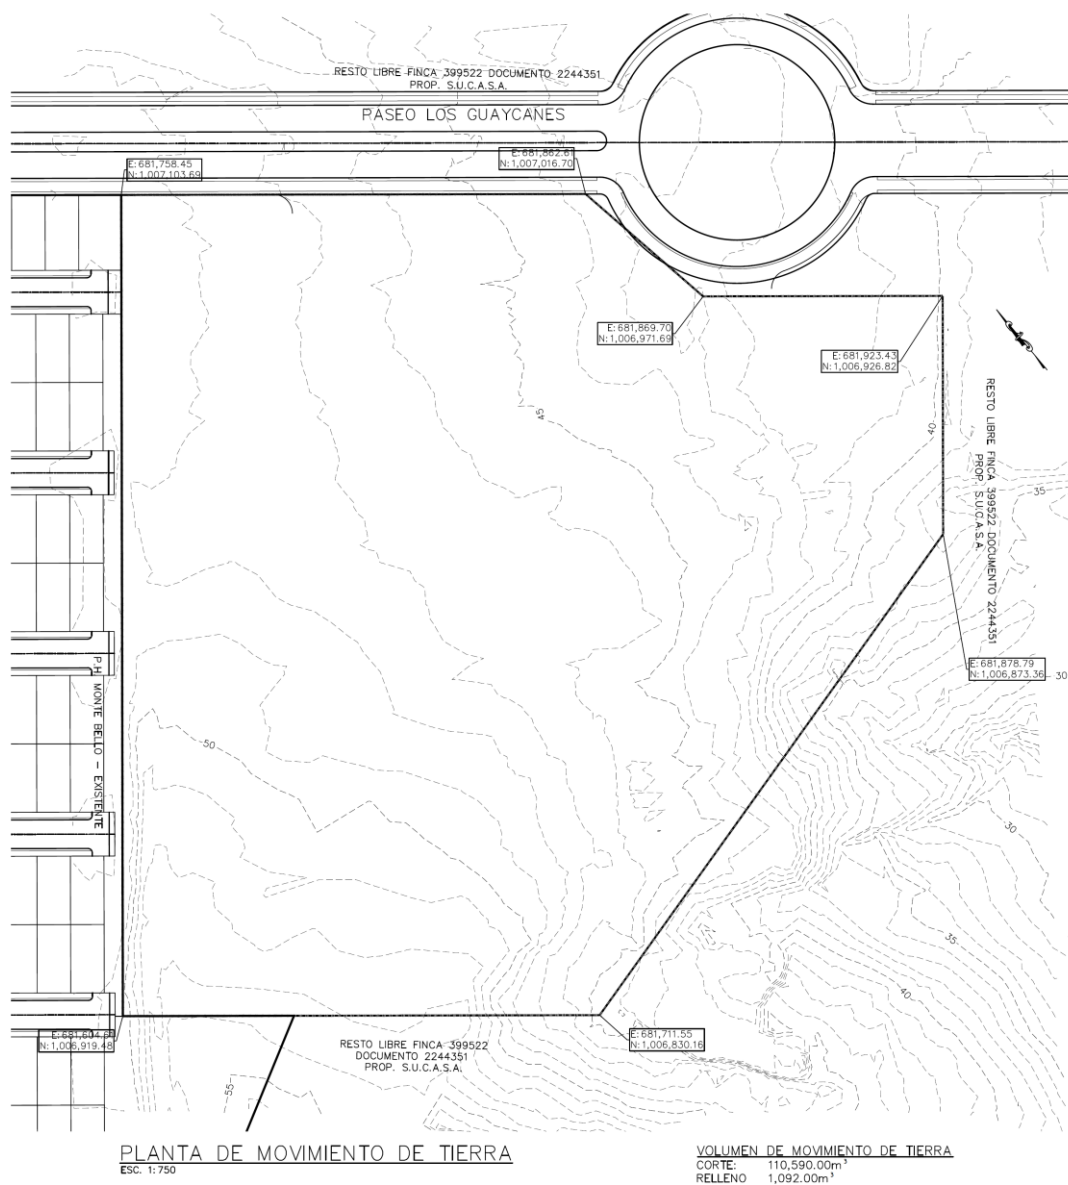 RESTO LIBRE FINCA 399522 DOCUMENTO 2244351
PROP. S.U.C.A.S.A.
PASEO LOS GUAYCANES
E: 681,758.45
N: 1,007,103.69
E: 681,862.61
N: 1,007,016.70
E: 681,869.70
N: 1,006,971.69
E: 681,923.43
N: 1,006,926.82
RESTO LIBRE FINCA 399522 DOCUMENTO 2244351
PROP. S.U.C.A.S.A.
45
40
35
E: 681,878.79
N: 1,006,873.36
30
P.H. MONTE BELLO - EXISTENTE
50
30
35
40
N: 1,006,919.48
E: 681,711.55
N: 1,006,830.16
RESTO LIBRE FINCA 399522
DOCUMENTO 2244351
PROP. S.U.C.A.S.A.
55
PLANTA DE MOVIMIENTO DE TIERRA
ESC. 1:750
VOLUMEN DE MOVIMIENTO DE TIERRA
CORTE: 110,590.00m³
RELLENO 1,092.00m³